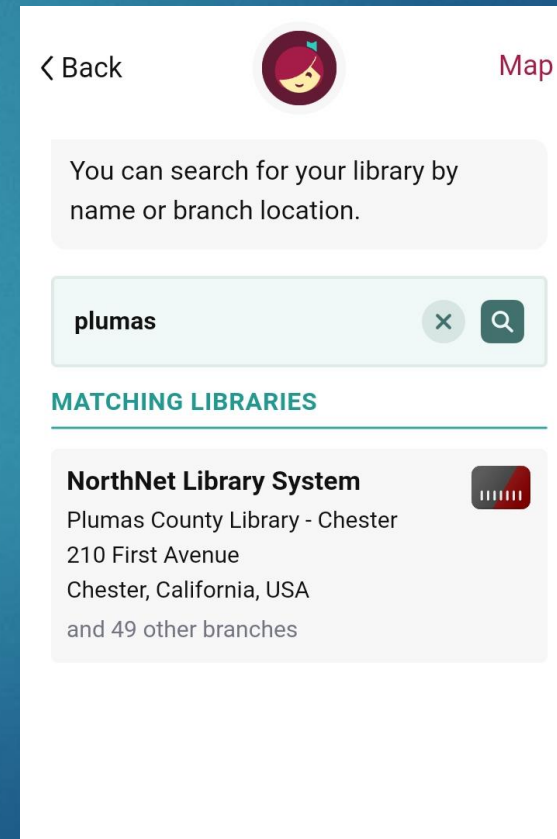 Back
Map
You can search for your library by
name or branch location.
plumas
MATCHING LIBRARIES
NorthNet Library System
Plumas County Library - Chester
210 First Avenue
Chester, California, USA
and 49 other branches